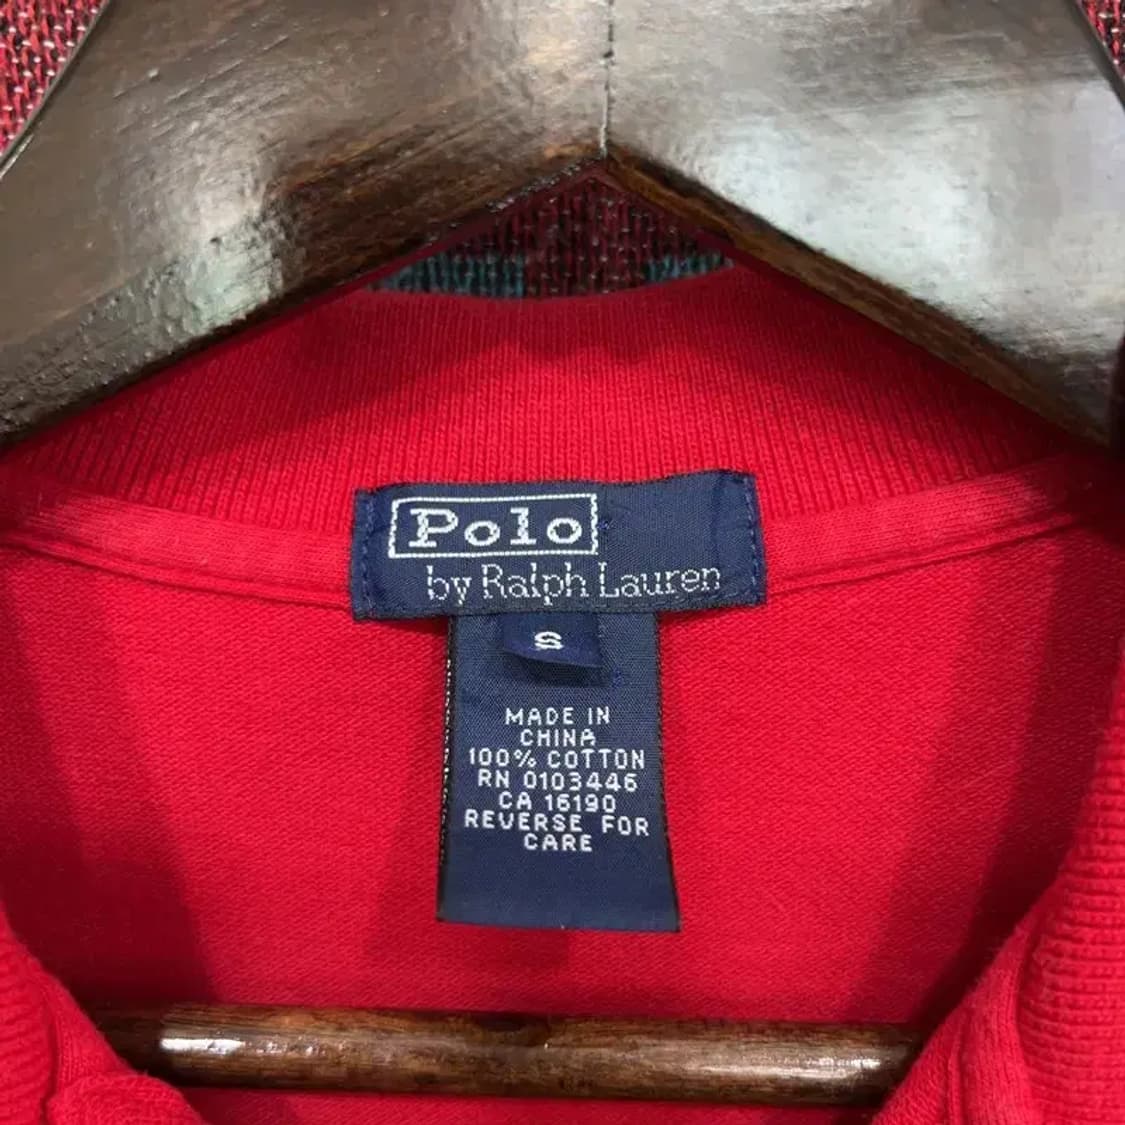 Polo
by Ralph Lauren
S
MADE IN
CHINA
100% COTTON
RN 0103446
CA 16190
REVERSE FOR
CARE